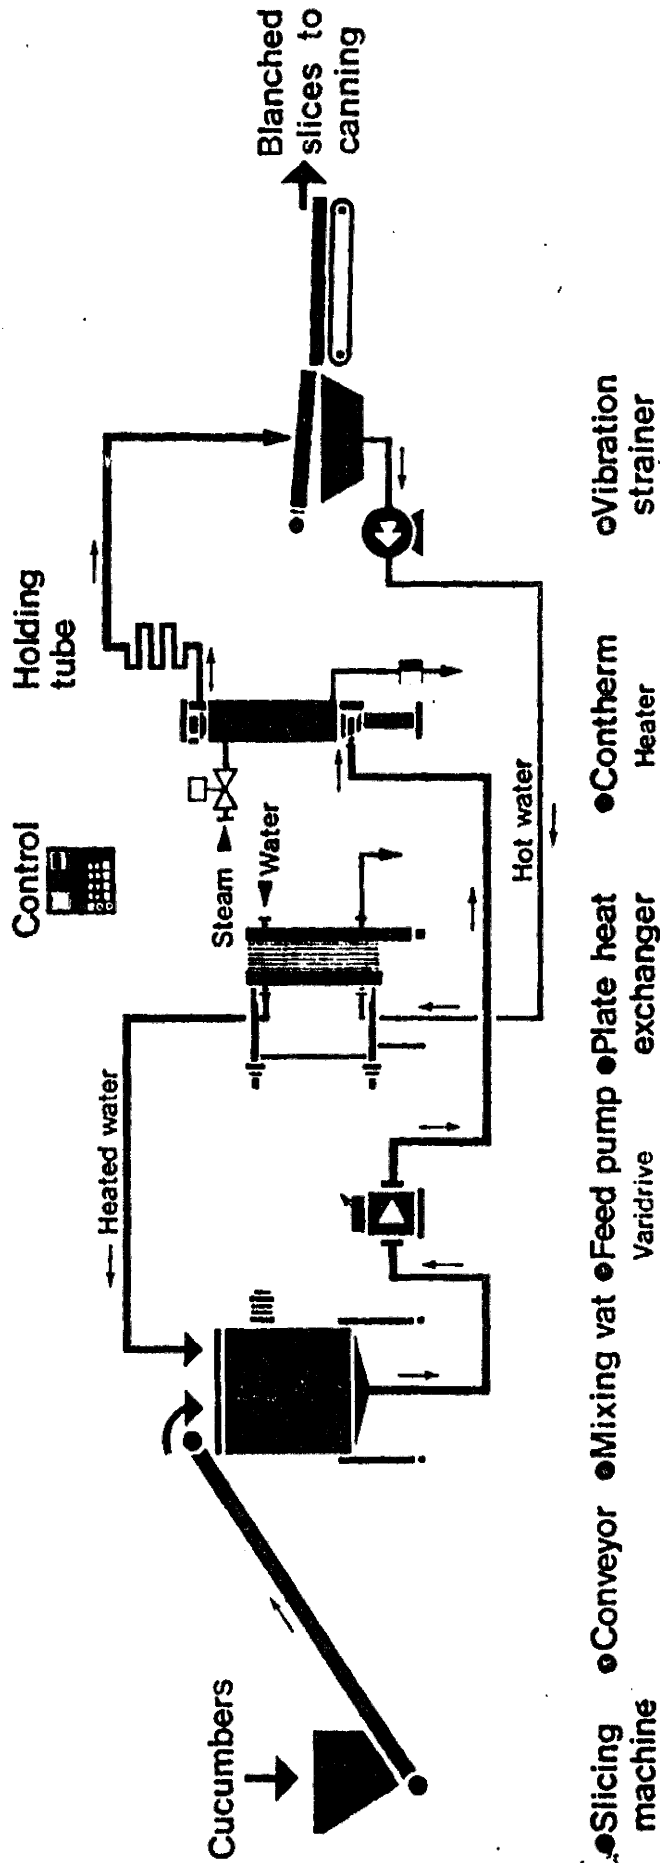 Cucumbers
Heated water
Control
Holding
tube
Steam
Water
Hot water
Blanched
slices to
canning
Slicing
machine
Conveyor
Mixing vat
Feed pump
Varidrive
Plate heat
exchanger
Contherm
Heater
Vibration
strainer